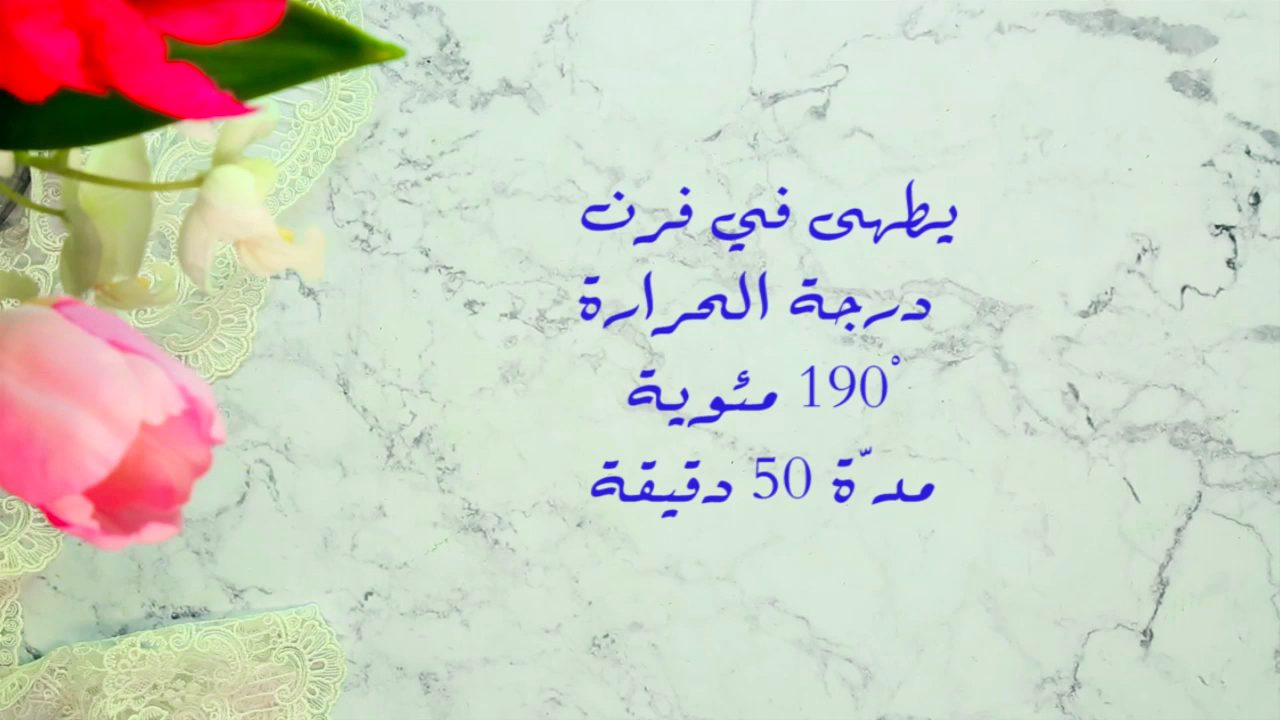 يطهى في فرن
درجة الحرارة
190° مئوية
مدّة 50 دقيقة